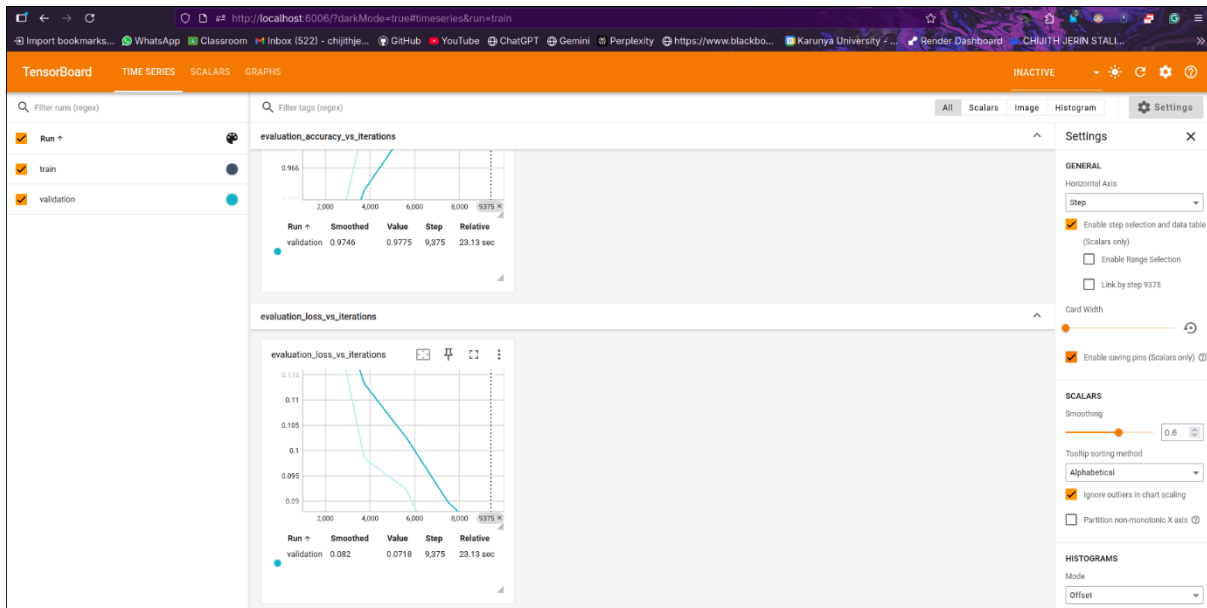 http://localhost:6006/?darkMode=true#timeseries&run=train
Import bookmarks... WhatsApp Classroom Inbox (522) - chijithje... GitHub YouTube ChatGPT Gemini Perplexity https://www.blackbo... Karunya University - ... Render Dashboard CHIJITH JERIN STALI...
TensorBoard TIME SERIES SCALARS GRAPHS INACTIVE
Filter runs (regex)
Run
train
validation
Filter tags (regex)
All Scalars Image Histogram Settings
evaluation_accuracy_vs_iterations
0.966
2,000 4,000 6,000 8,000 9375
Run Smoothed Value Step Relative
validation 0.9746 0.9775 9,375 23.13 sec
evaluation_loss_vs_iterations
evaluation_loss_vs_iterations
0.115
0.11
0.105
0.1
0.095
0.09
2,000 4,000 6,000 8,000 9375
Run Smoothed Value Step Relative
validation 0.082 0.0718 9,375 23.13 sec
Settings
GENERAL
Horizontal Axis
Step
Enable step selection and data table
(Scalars only)
Enable Range Selection
Link by step 9375
Card Width
Enable saving pins (Scalars only)
SCALARS
Smoothing
0.6
Tooltip sorting method
Alphabetical
Ignore outliers in chart scaling
Partition non-monotonic X axis
HISTOGRAMS
Mode
Offset